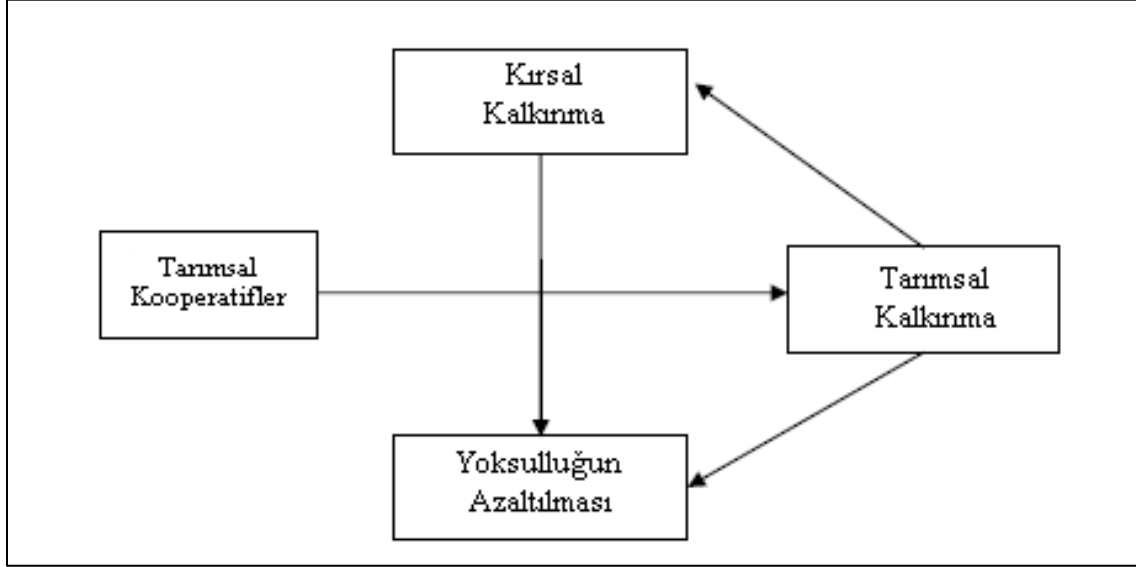 Kırsal
Kalkınma
Tarımsal
Kooperatifler
Tarımsal
Kalkınma
Yoksulluğun
Azaltılması